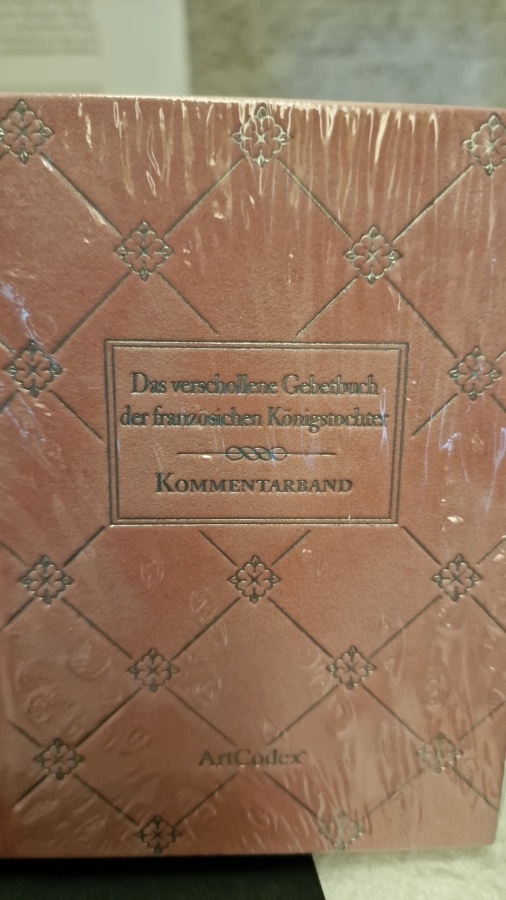 Das verschollene Gebetbuch
der französichen Königstochter
KOMMENTARBAND
ArtCodex®